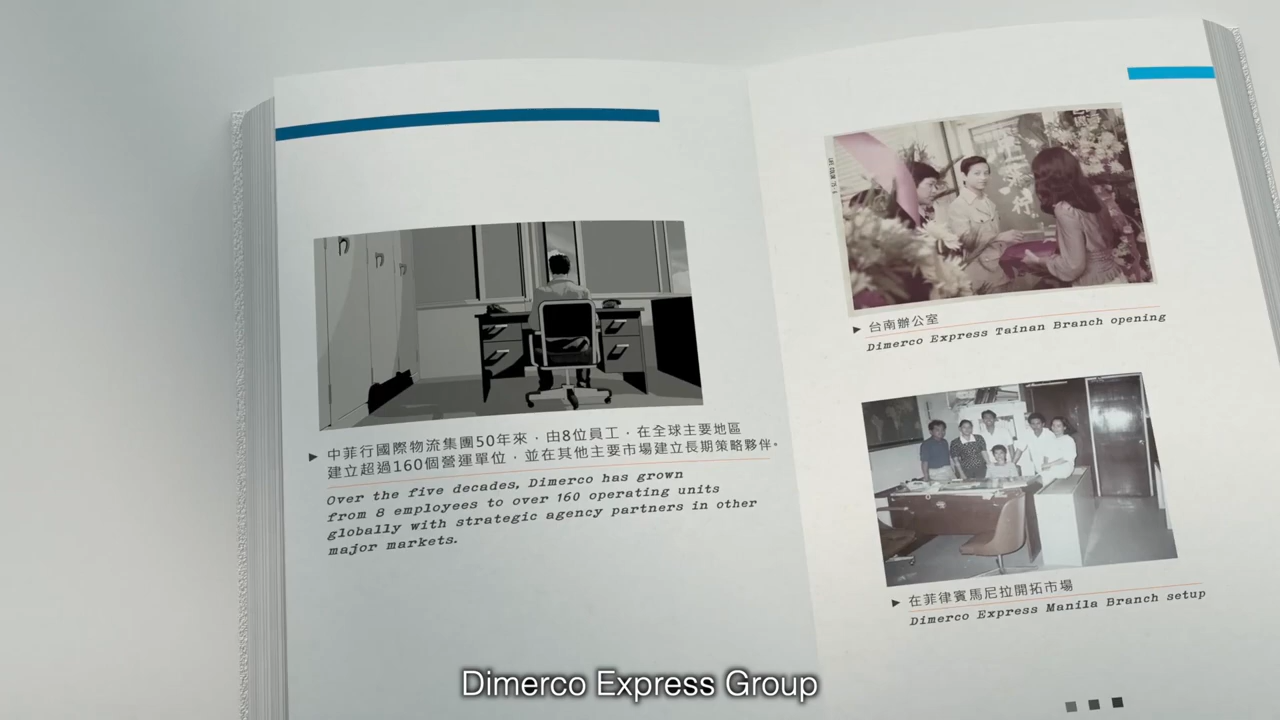 中菲行國際物流集團50年來，由8位員工，在全球主要地區
建立超過160個營運單位，並在其他主要市場建立長期策略夥伴。
Over the five decades, Dimerco has grown
from 8 employees to over 160 operating units
globally with strategic agency partners in other
major markets.
台南辦公室
Dimerco Express Tainan Branch opening
在菲律賓馬尼拉開拓市場
Dimerco Express Manila Branch setup
Dimerco Express Group